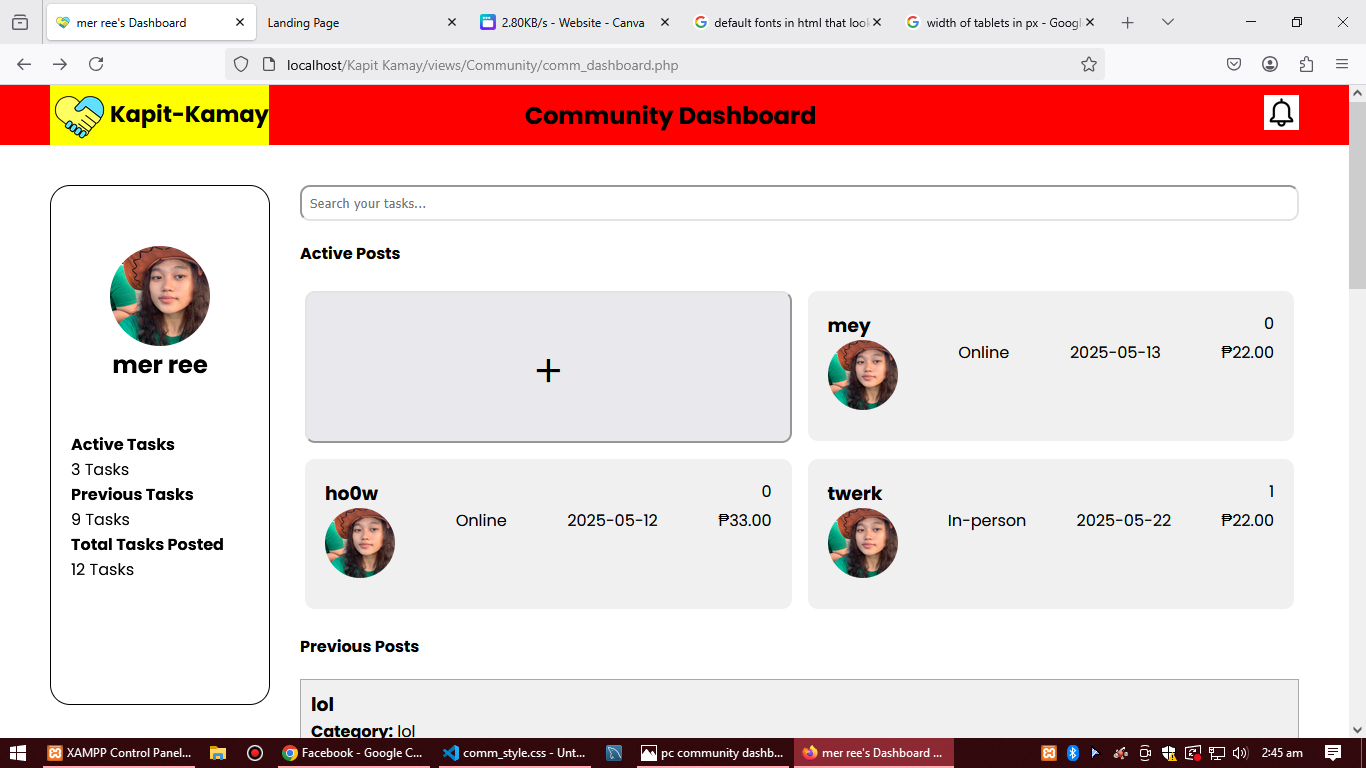 mer ree's Dashboard
Landing Page
2.80KB/s - Website - Canva
default fonts in html that look
width of tablets in px - Googl
localhost/Kapit Kamay/views/Community/comm_dashboard.php
Kapit-Kamay
Community Dashboard
Search your tasks...
Active Posts
mer ree
Active Tasks
3 Tasks
Previous Tasks
9 Tasks
Total Tasks Posted
12 Tasks
+
mey
0
Online 2025-05-13 ₱22.00
ho0w
0
Online 2025-05-12 ₱33.00
twerk
1
In-person 2025-05-22 ₱22.00
Previous Posts
lol
Category: lol
XAMPP Control Panel...
Facebook - Google C...
comm_style.css - Unt...
pc community dashb...
mer ree's Dashboard ...
2:45 am